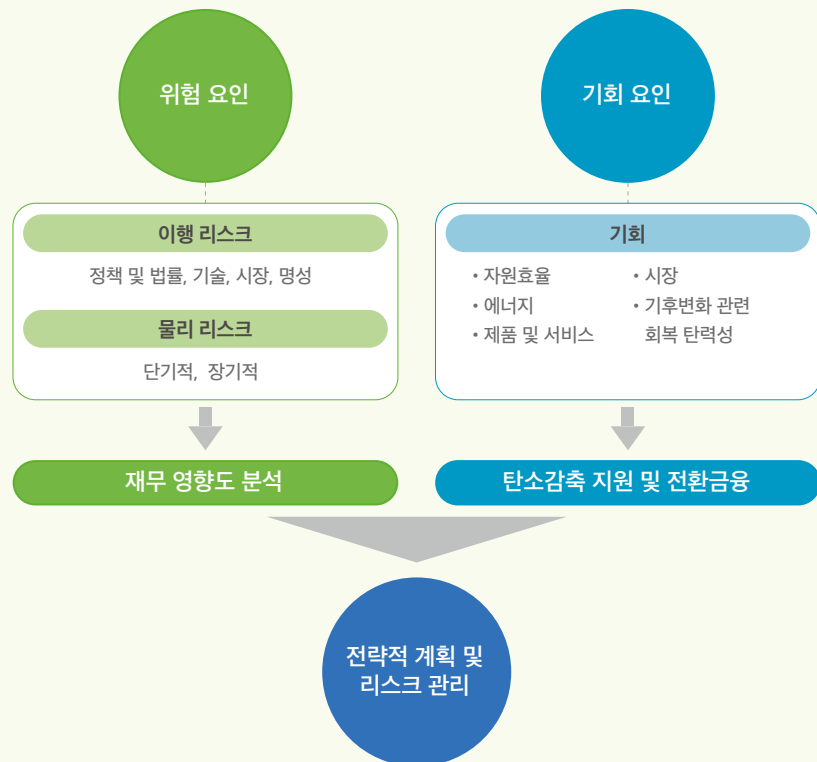 위험 요인
이행 리스크
정책 및 법률, 기술, 시장, 명성
물리 리스크
단기적, 장기적
재무 영향도 분석
기회 요인
기회
• 자원효율
• 에너지
• 제품 및 서비스
• 시장
• 기후변화 관련
회복 탄력성
탄소감축 지원 및 전환금융
전략적 계획 및
리스크 관리